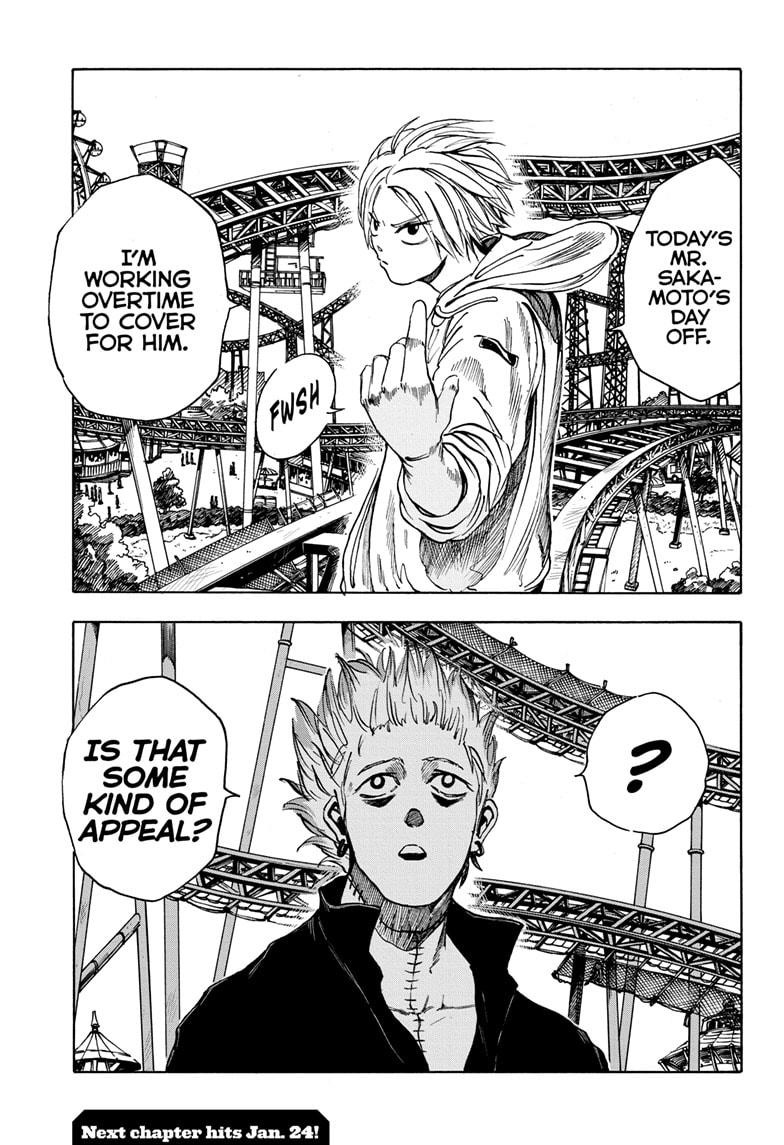 TODAY'S
MR.
SAKA-
MOTO'S
DAY
OFF.
I'M
WORKING
OVERTIME
TO COVER
FOR HIM.
FWSH
?
IS THAT
SOME
KIND OF
APPEAL?
Next chapter hits Jan. 24!